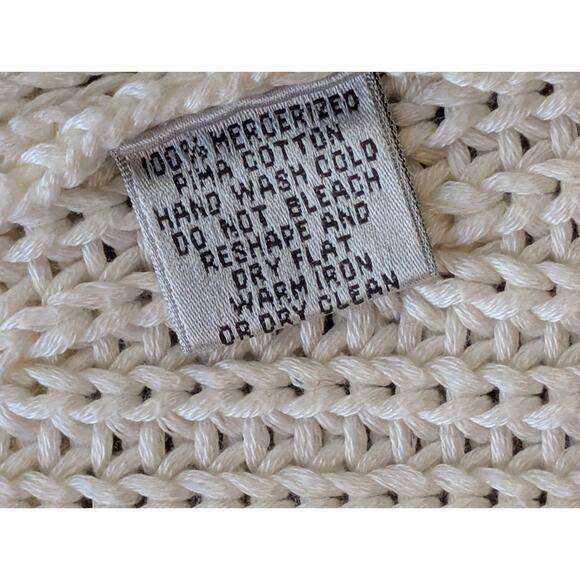 100% MERCERIZED
PIMA COTTON
HAND WASH COLD
DO NOT BLEACH
RESHAPE AND
DRY FLAT
WARM IRON
OR DRY CLEAN